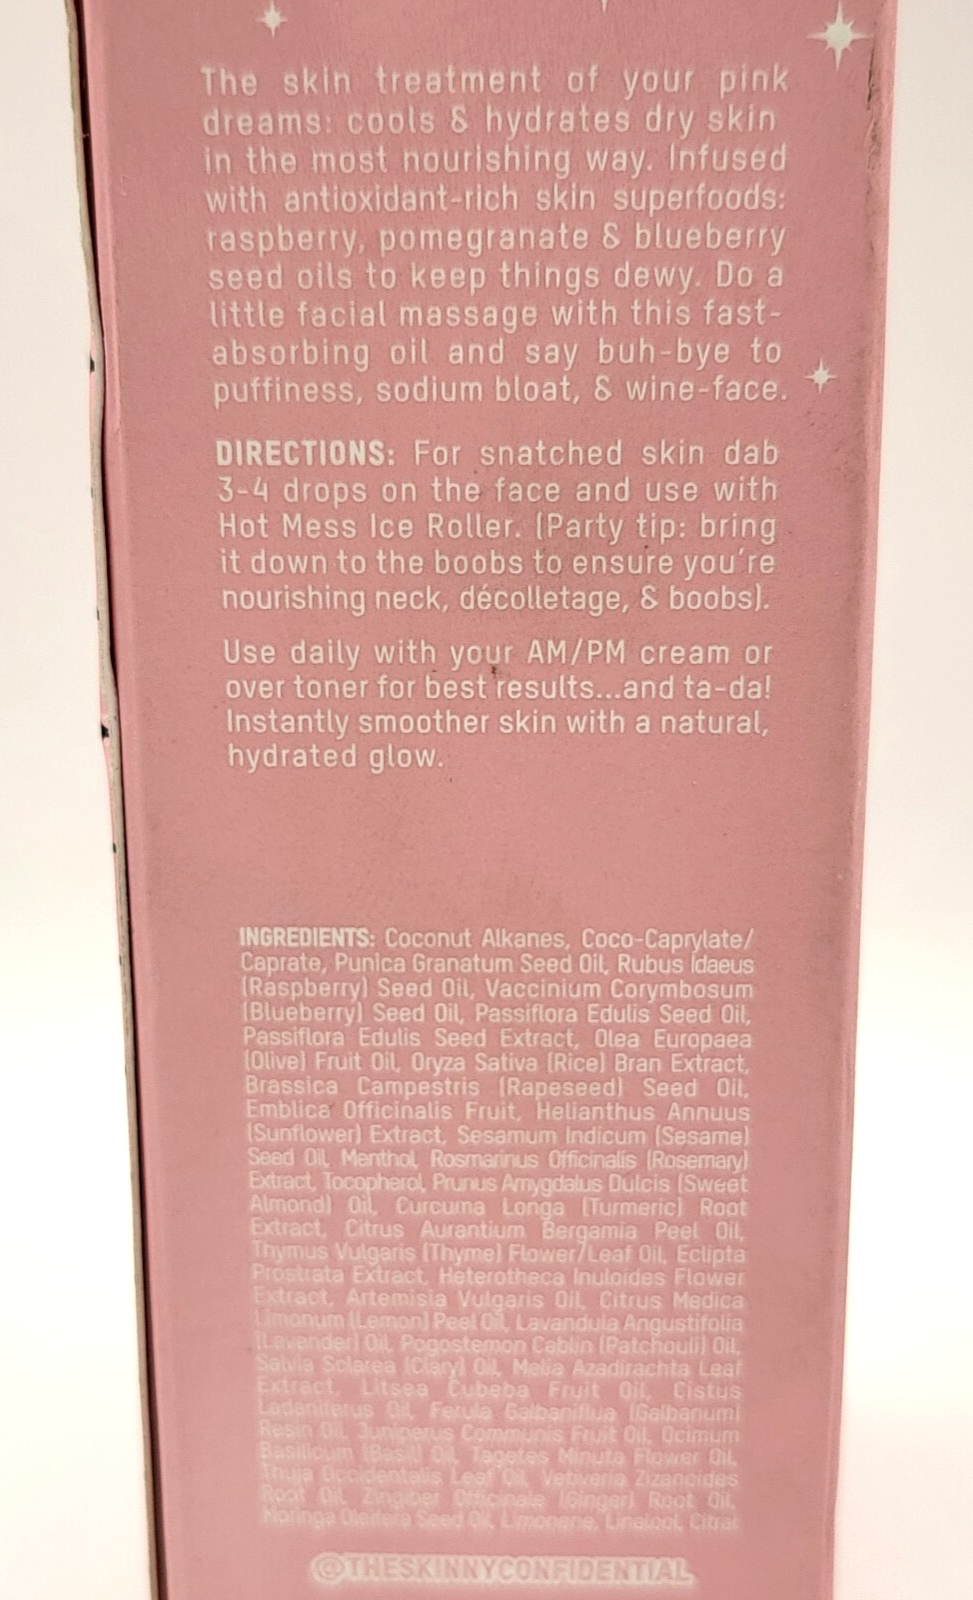 The skin treatment of your pink
dreams: cools & hydrates dry skin
in the most nourishing way. Infused
with antioxidant-rich skin superfoods:
raspberry, pomegranate & blueberry
seed oils to keep things dewy. Do a
little facial massage with this fast-
absorbing oil and say buh-bye to
puffiness, sodium bloat, & wine-face.
DIRECTIONS: For snatched skin dab
3-4 drops on the face and use with
Hot Mess Ice Roller. (Party tip: bring
it down to the boobs to ensure you're
nourishing neck, décolletage, & boobs).
Use daily with your AM/PM cream or
over toner for best results...and ta-da!
Instantly smoother skin with a natural,
hydrated glow.
INGREDIENTS: Coconut Alkanes, Coco-Caprylate/
Caprate, Punica Granatum Seed Oil, Rubus Idaeus
(Raspberry) Seed Oil, Vaccinium Corymbosum
(Blueberry) Seed Oil, Passiflora Edulis Seed Oil,
Passiflora Edulis Seed Extract, Olea Europaea
(Olive) Fruit Oil, Oryza Sativa (Rice) Bran Extract,
Brassica Campestris (Rapeseed) Seed Oil,
Emblica Officinalis Fruit, Helianthus Annuus
(Sunflower) Extract, Sesamum Indicum (Sesame)
Seed Oil, Menthol, Rosmarinus Officinalis (Rosemary)
Extract, Tocopherol, Prunus Amygdalus Dulcis (Sweet
Almond) Oil, Curcuma Longa (Turmeric) Root
Extract, Citrus Aurantium Bergamia Peel Oil,
Thymus Vulgaris (Thyme) Flower/Leaf Oil, Eclipta
Prostrata Extract, Heterotheca Inuloides Flower
Extract, Artemisia Vulgaris Oil, Citrus Medica
Limonum (Lemon) Peel Oil, Lavandula Angustifolia
(Lavender) Oil, Pogostemon Cablin (Patchouli) Oil,
Salvia Sclarea (Clary) Oil, Melia Azadirachta Leaf
Extract, Litsea Cubeba Fruit Oil, Cistus
Ladaniferus Oil, Ferula Galbaniflua (Galbanum)
Resin Oil, Juniperus Communis Fruit Oil, Ocimum
Basilicum (Basil) Oil, Tagetes Minuta Flower Oil,
Thuja Occidentalis Leaf Oil, Vetiveria Zizanoides
Root Oil, Zingiber Officinale (Ginger) Root Oil,
Moringa Oleifera Seed Oil, Limonene, Linalool, Citral
@THESKINNYCONFIDENTIAL